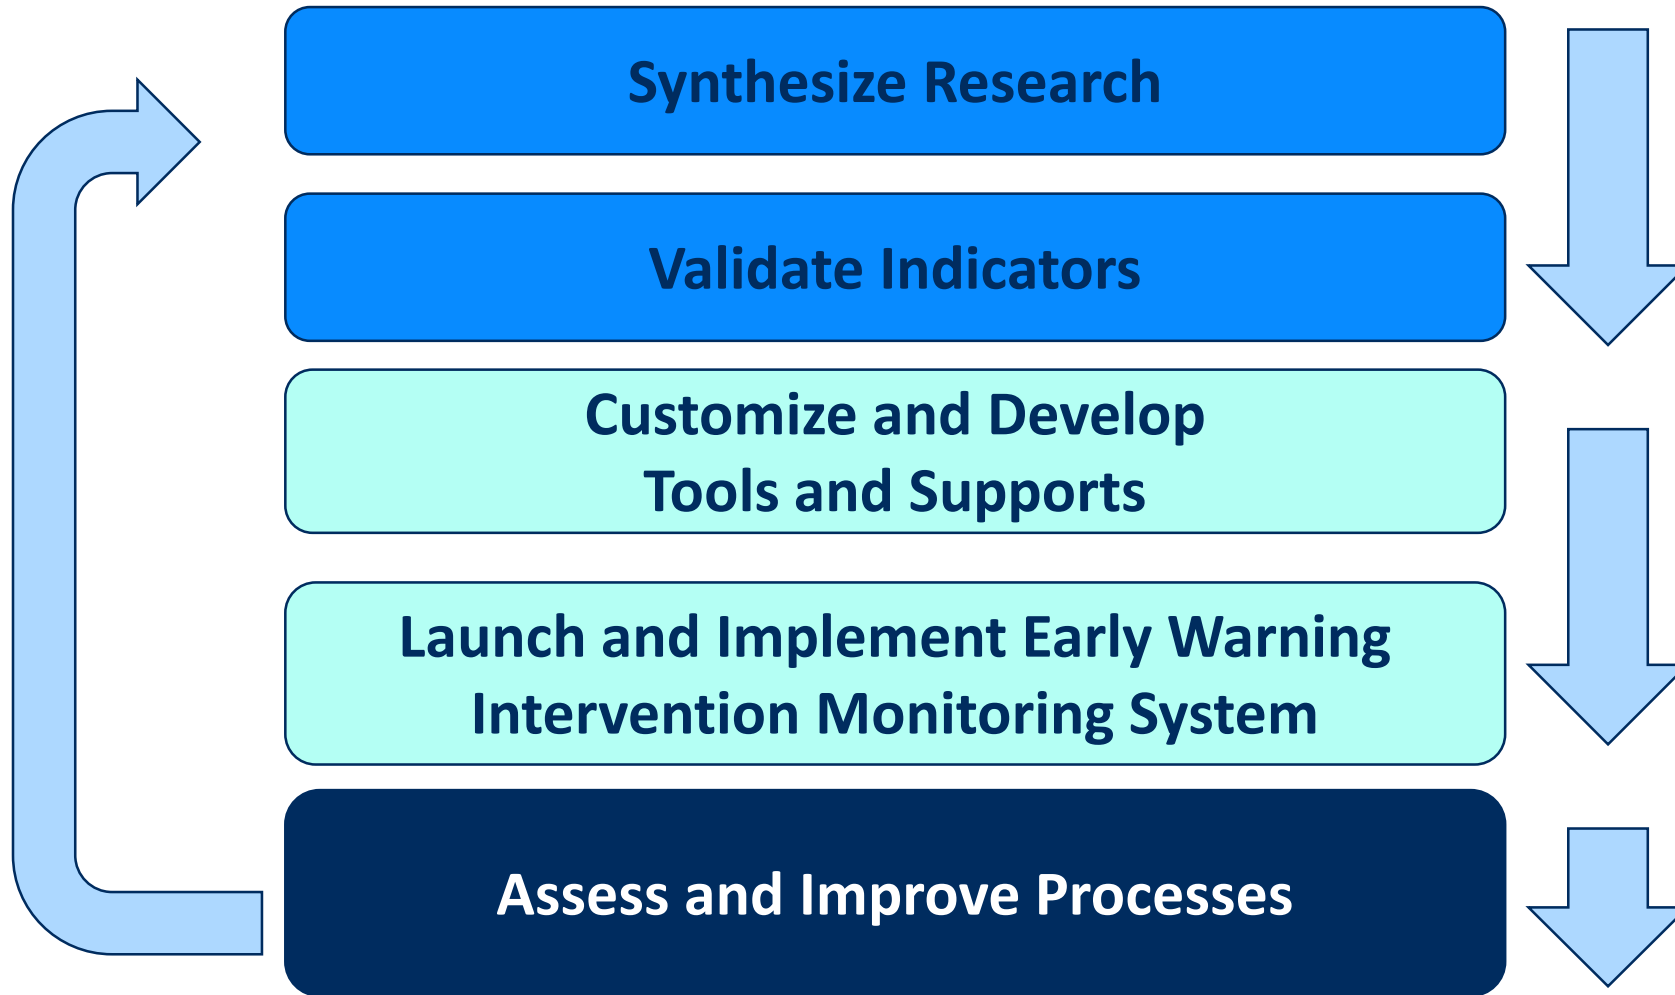 Synthesize Research
Validate Indicators
Customize and Develop
Tools and Supports
Launch and Implement Early Warning
Intervention Monitoring System
Assess and Improve Processes